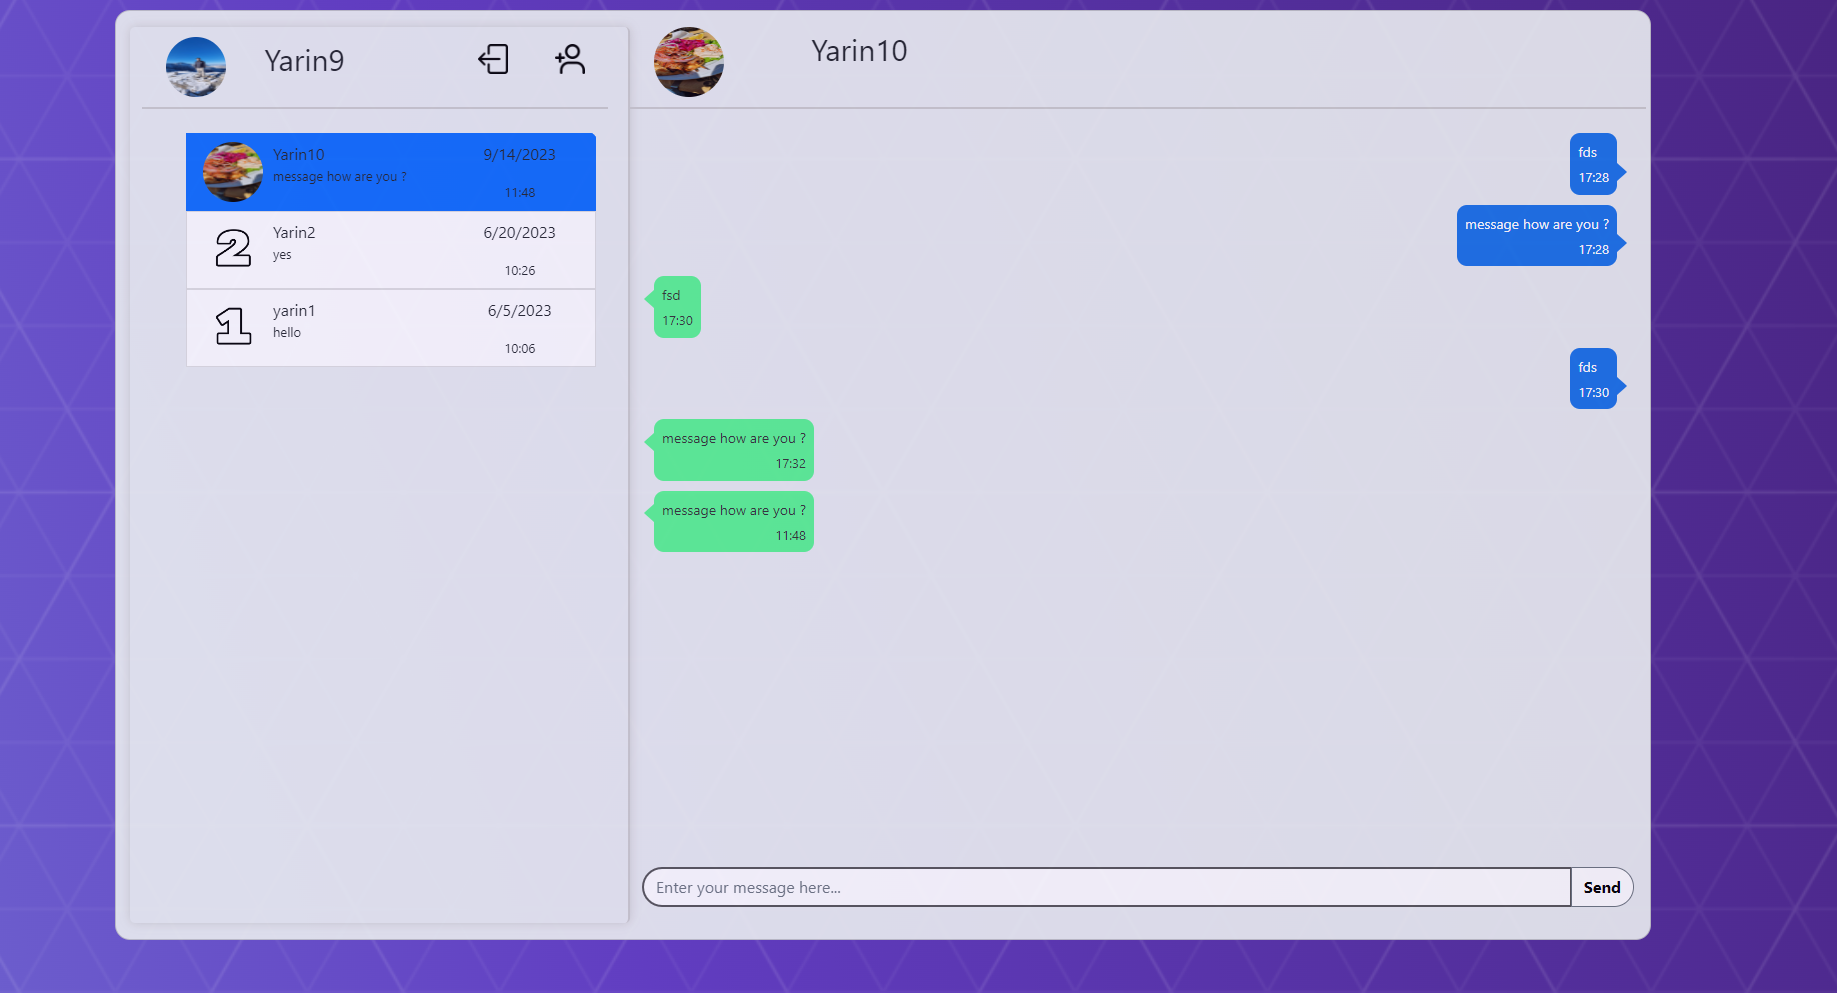 Yarin9
Yarin10
9/14/2023
message how are you ?
11:48
2
Yarin2
6/20/2023
yes
10:26
1
yarin1
6/5/2023
hello
10:06
Yarin10
fds
17:28
message how are you ?
17:28
fsd
17:30
fds
17:30
message how are you ?
17:32
message how are you ?
11:48
Enter your message here...
Send